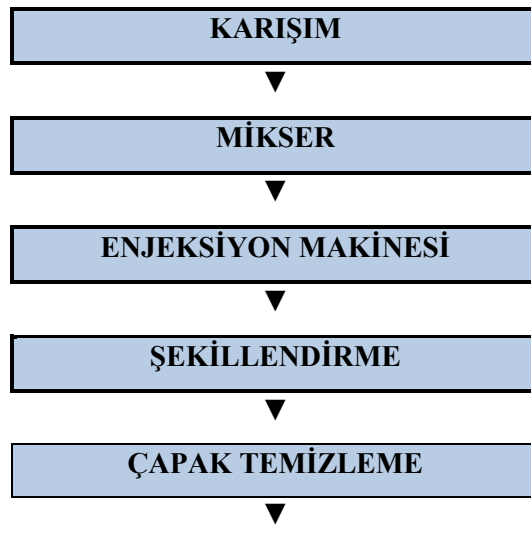 KARIŞIM
MİKSER
ENJEKSİYON MAKİNESİ
ŞEKİLLENDİRME
ÇAPAK TEMİZLEME